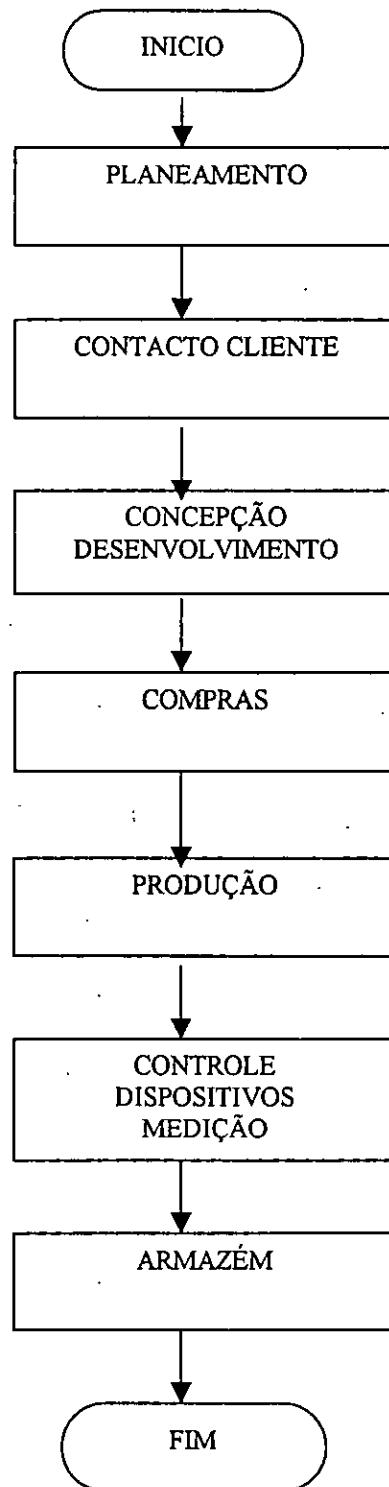 INICIO
PLANEAMENTO
CONTACTO CLIENTE
CONCEPÇÃO
DESENVOLVIMENTO
COMPRAS
PRODUÇÃO
CONTROLE
DISPOSITIVOS
MEDIÇÃO
ARMAZÉM
FIM